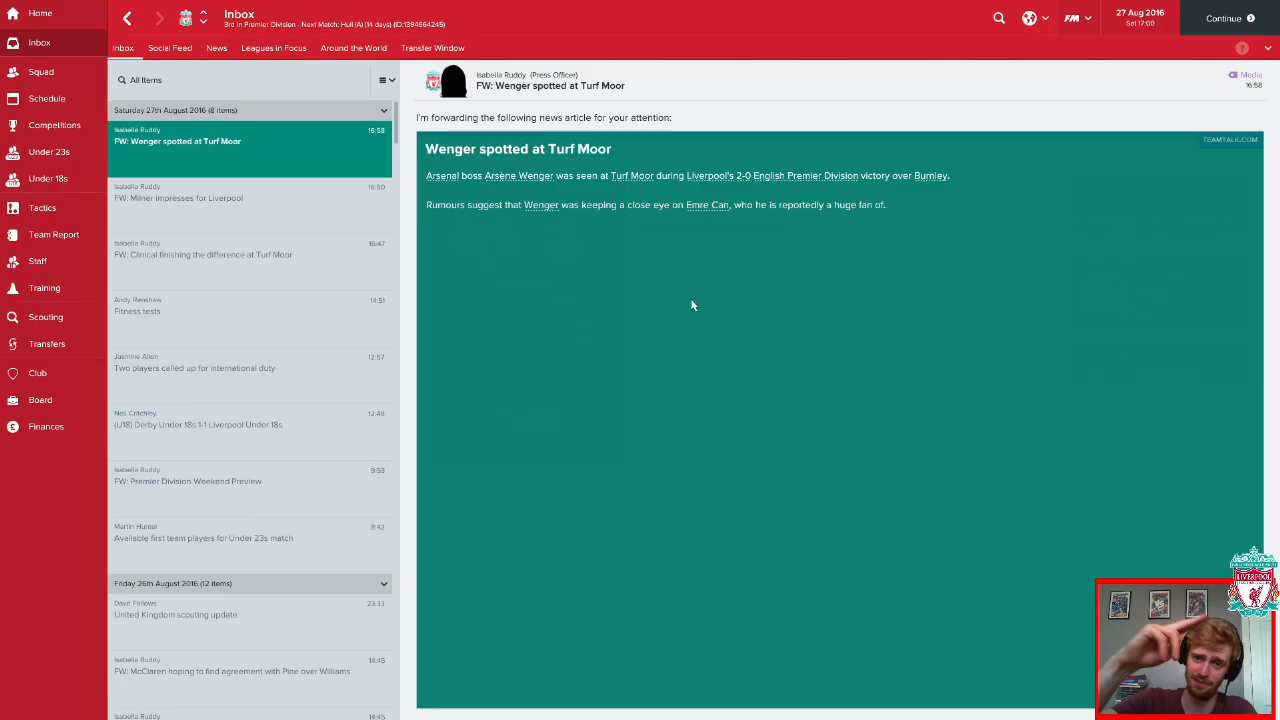 Home
Inbox
Squad
Schedule
Competitions
Under 23s
Under 18s
Tactics
Team Report
Staff
Training
Scouting
Transfers
Club
Board
Finances
Inbox
3rd in Premier Division - Next Match: Hull (A) (14 days) (ID:1394664245)
FM
27 Aug 2016
Sat 17:00
Continue
Inbox
Social Feed
News
Leagues in Focus
Around the World
Transfer Window
?
All Items
Saturday 27th August 2016 (8 items)
Isabella Ruddy 16:58
FW: Wenger spotted at Turf Moor
Isabella Ruddy 16:50
FW: Milner impresses for Liverpool
Isabella Ruddy 16:47
FW: Clinical finishing the difference at Turf Moor
Andy Renshaw 14:51
Fitness tests
Jasmine Allen 12:57
Two players called up for international duty
Neil Critchley 12:49
(U18) Derby Under 18s 1-1 Liverpool Under 18s
Isabella Ruddy 9:53
FW: Premier Division Weekend Preview
Martin Hunter 8:42
Available first team players for Under 23s match
Friday 26th August 2016 (12 items)
Dave Fallows 23:33
United Kingdom scouting update
Isabella Ruddy 14:45
FW: McClaren hoping to find agreement with Pine over Williams
Isabella Ruddy 14:45
Isabella Ruddy (Press Officer)
FW: Wenger spotted at Turf Moor
Media
16:58
I'm forwarding the following news article for your attention:
Wenger spotted at Turf Moor
TEAMTALK.COM
Arsenal boss Arsène Wenger was seen at Turf Moor during Liverpool's 2-0 English Premier Division victory over Burnley.
Rumours suggest that Wenger was keeping a close eye on Emre Can, who he is reportedly a huge fan of.
LIVERPOOL